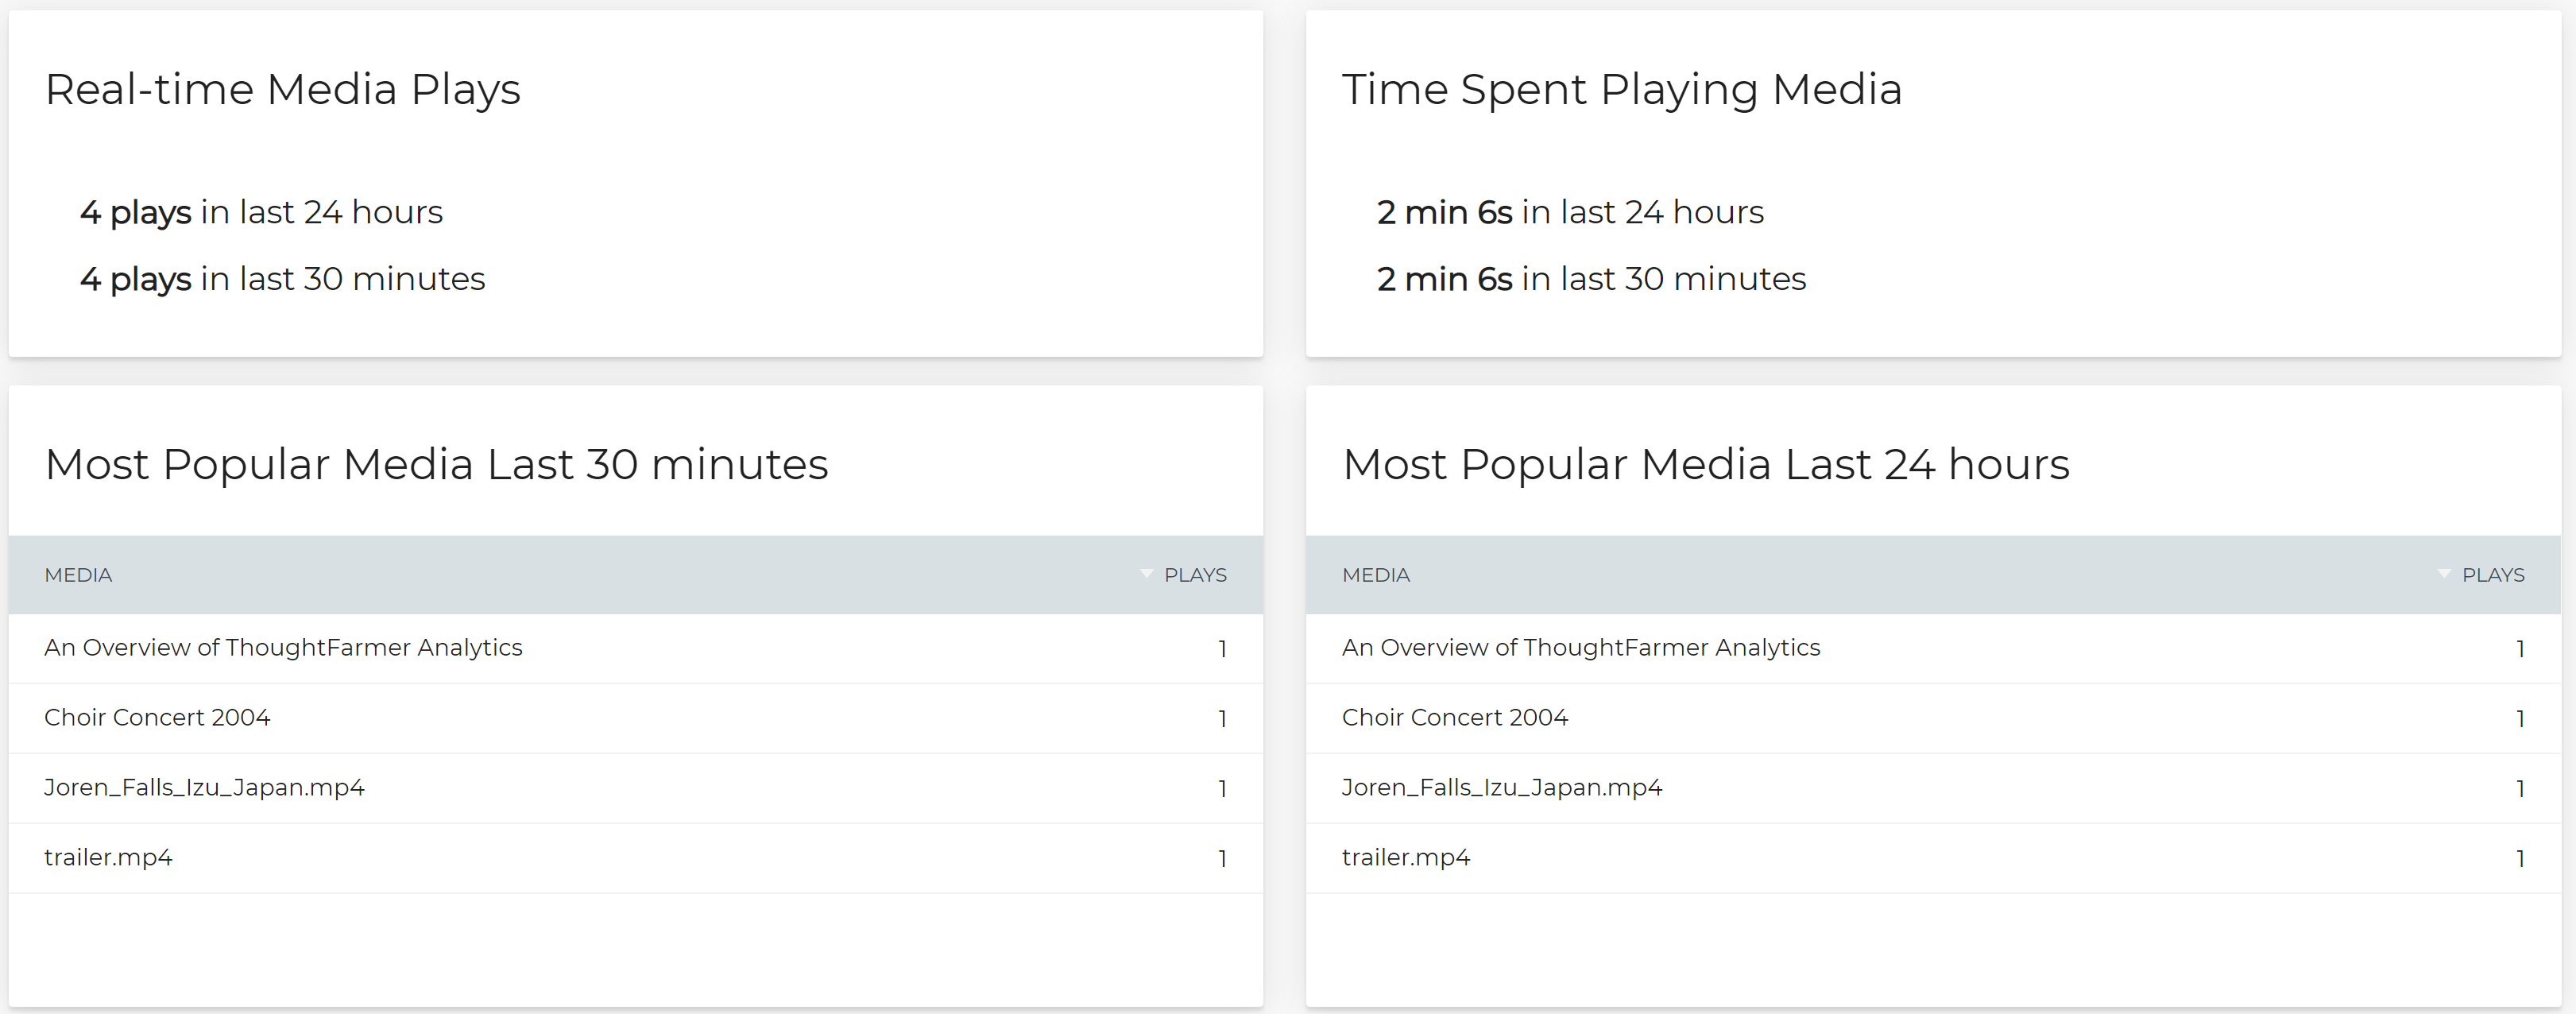 Real-time Media Plays
4 plays in last 24 hours
4 plays in last 30 minutes
Time Spent Playing Media
2 min 6s in last 24 hours
2 min 6s in last 30 minutes
Most Popular Media Last 30 minutes
MEDIA PLAYS
An Overview of ThoughtFarmer Analytics 1
Choir Concert 2004 1
Joren_Falls_Izu_Japan.mp4 1
trailer.mp4 1
Most Popular Media Last 24 hours
MEDIA PLAYS
An Overview of ThoughtFarmer Analytics 1
Choir Concert 2004 1
Joren_Falls_Izu_Japan.mp4 1
trailer.mp4 1